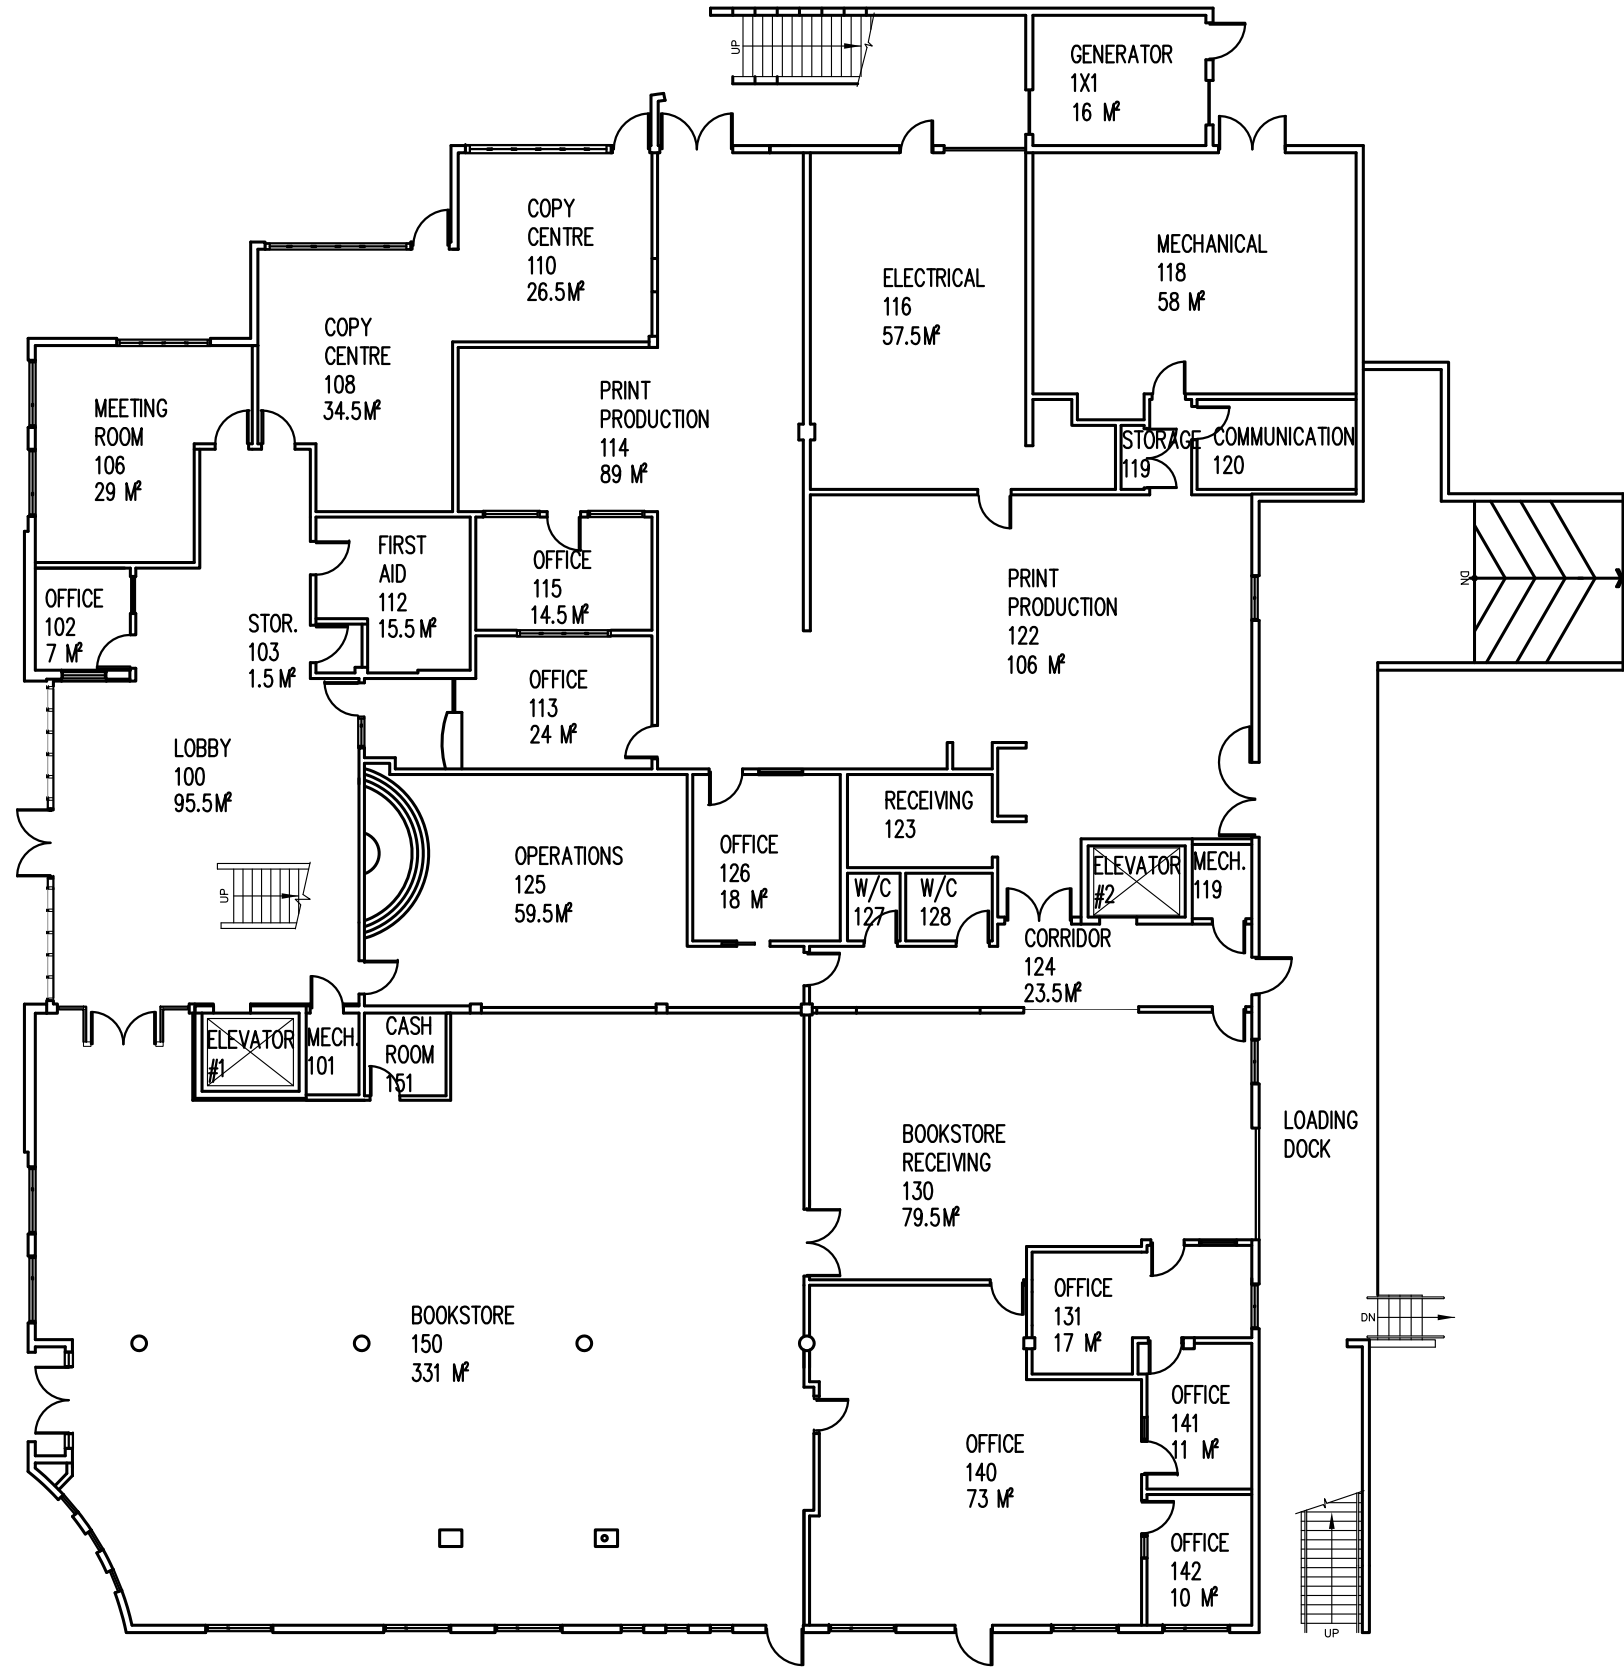 UP
GENERATOR
1X1
16 M²
COPY
CENTRE
110
26.5M²
MECHANICAL
118
58 M²
ELECTRICAL
116
57.5M²
COPY
CENTRE
108
34.5M²
PRINT
PRODUCTION
114
89 M²
MEETING
ROOM
106
29 M²
STORAGE
119
COMMUNICATION
120
FIRST
AID
112
15.5M²
OFFICE
115
14.5M²
OFFICE
102
7 M²
STOR.
103
1.5M²
PRINT
PRODUCTION
122
106 M²
DN
OFFICE
113
24 M²
LOBBY
100
95.5M²
RECEIVING
123
OPERATIONS
125
59.5M²
OFFICE
126
18 M²
W/C
127
W/C
128
ELEVATOR
#2
MECH.
119
UP
CORRIDOR
124
23.5M²
ELEVATOR
#1
MECH.
101
CASH
ROOM
151
BOOKSTORE
RECEIVING
130
79.5M²
LOADING
DOCK
OFFICE
131
17 M²
DN
BOOKSTORE
150
331 M²
OFFICE
141
11 M²
OFFICE
140
73 M²
OFFICE
142
10 M²
UP